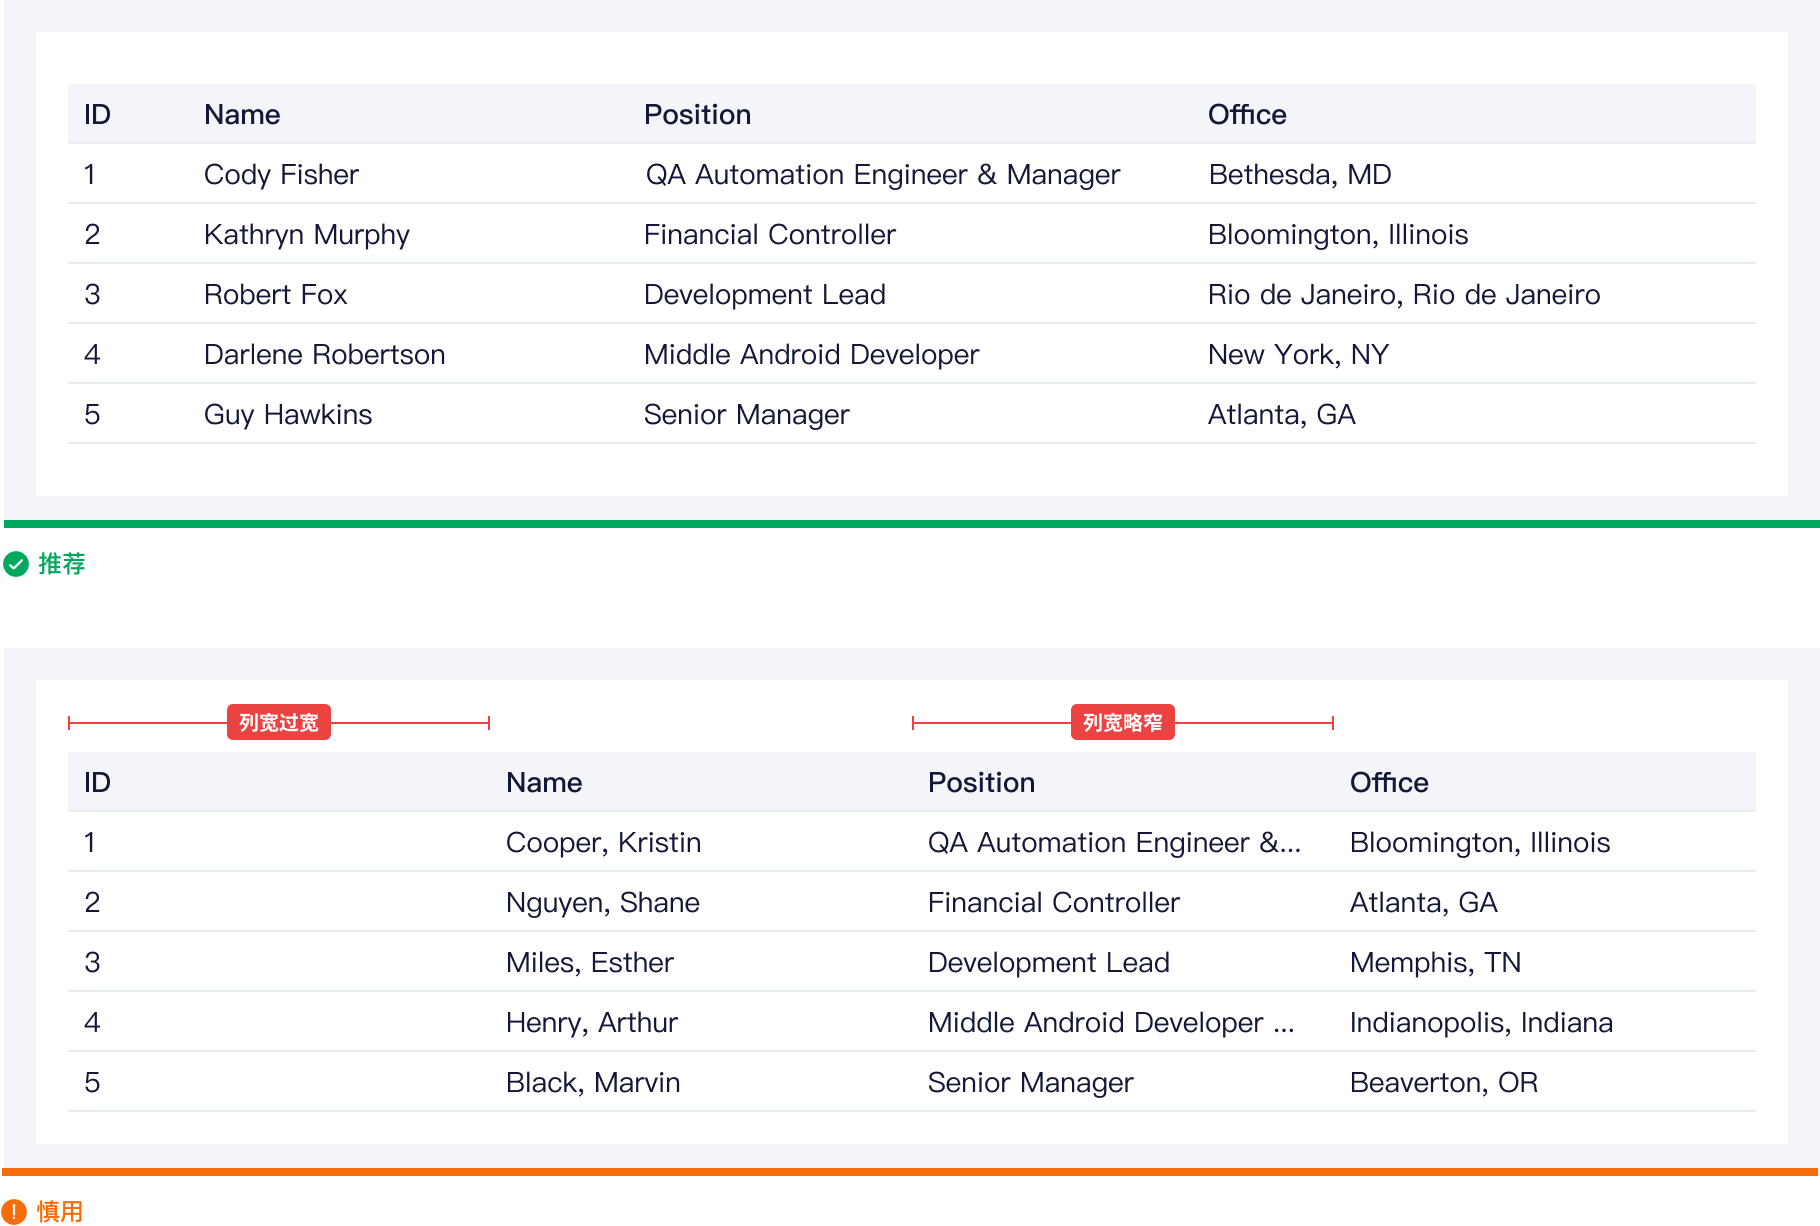 ID Name Position Office
1 Cody Fisher QA Automation Engineer & Manager Bethesda, MD
2 Kathryn Murphy Financial Controller Bloomington, Illinois
3 Robert Fox Development Lead Rio de Janeiro, Rio de Janeiro
4 Darlene Robertson Middle Android Developer New York, NY
5 Guy Hawkins Senior Manager Atlanta, GA
推荐
列宽过宽 列宽略窄
ID Name Position Office
1 Cooper, Kristin QA Automation Engineer &... Bloomington, Illinois
2 Nguyen, Shane Financial Controller Atlanta, GA
3 Miles, Esther Development Lead Memphis, TN
4 Henry, Arthur Middle Android Developer ... Indianopolis, Indiana
5 Black, Marvin Senior Manager Beaverton, OR
慎用